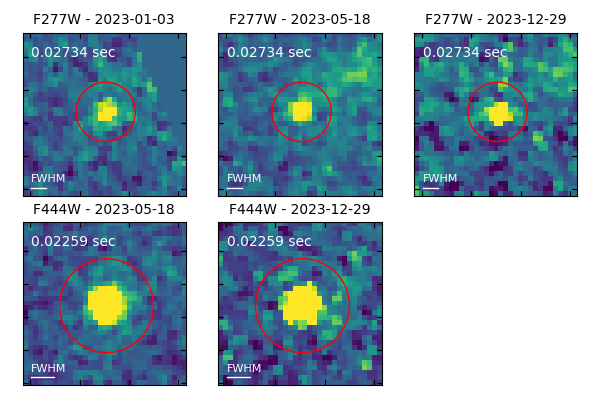 F277W - 2023-01-03
F277W - 2023-05-18
F277W - 2023-12-29
0.02734 sec
0.02734 sec
0.02734 sec
FWHM
FWHM
FWHM
F444W - 2023-05-18
F444W - 2023-12-29
0.02259 sec
0.02259 sec
FWHM
FWHM